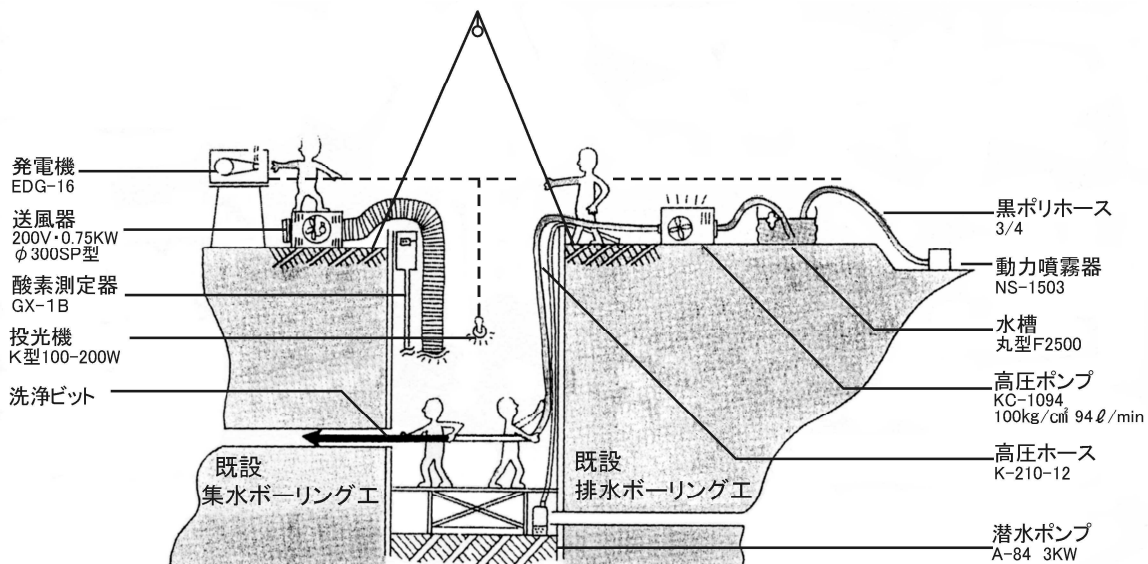 発電機
EDG-16
送風器
200V・0.75KW
φ300SP型
酸素測定器
GX-1B
投光機
K型100-200W
洗浄ビット
既設
集水ボーリング工
既設
排水ボーリング工
黒ポリホース
3/4
動力噴霧器
NS-1503
水槽
丸型F2500
高圧ポンプ
KC-1094
100kg/c㎡ 94ℓ/min
高圧ホース
K-210-12
潜水ポンプ
A-84 3KW